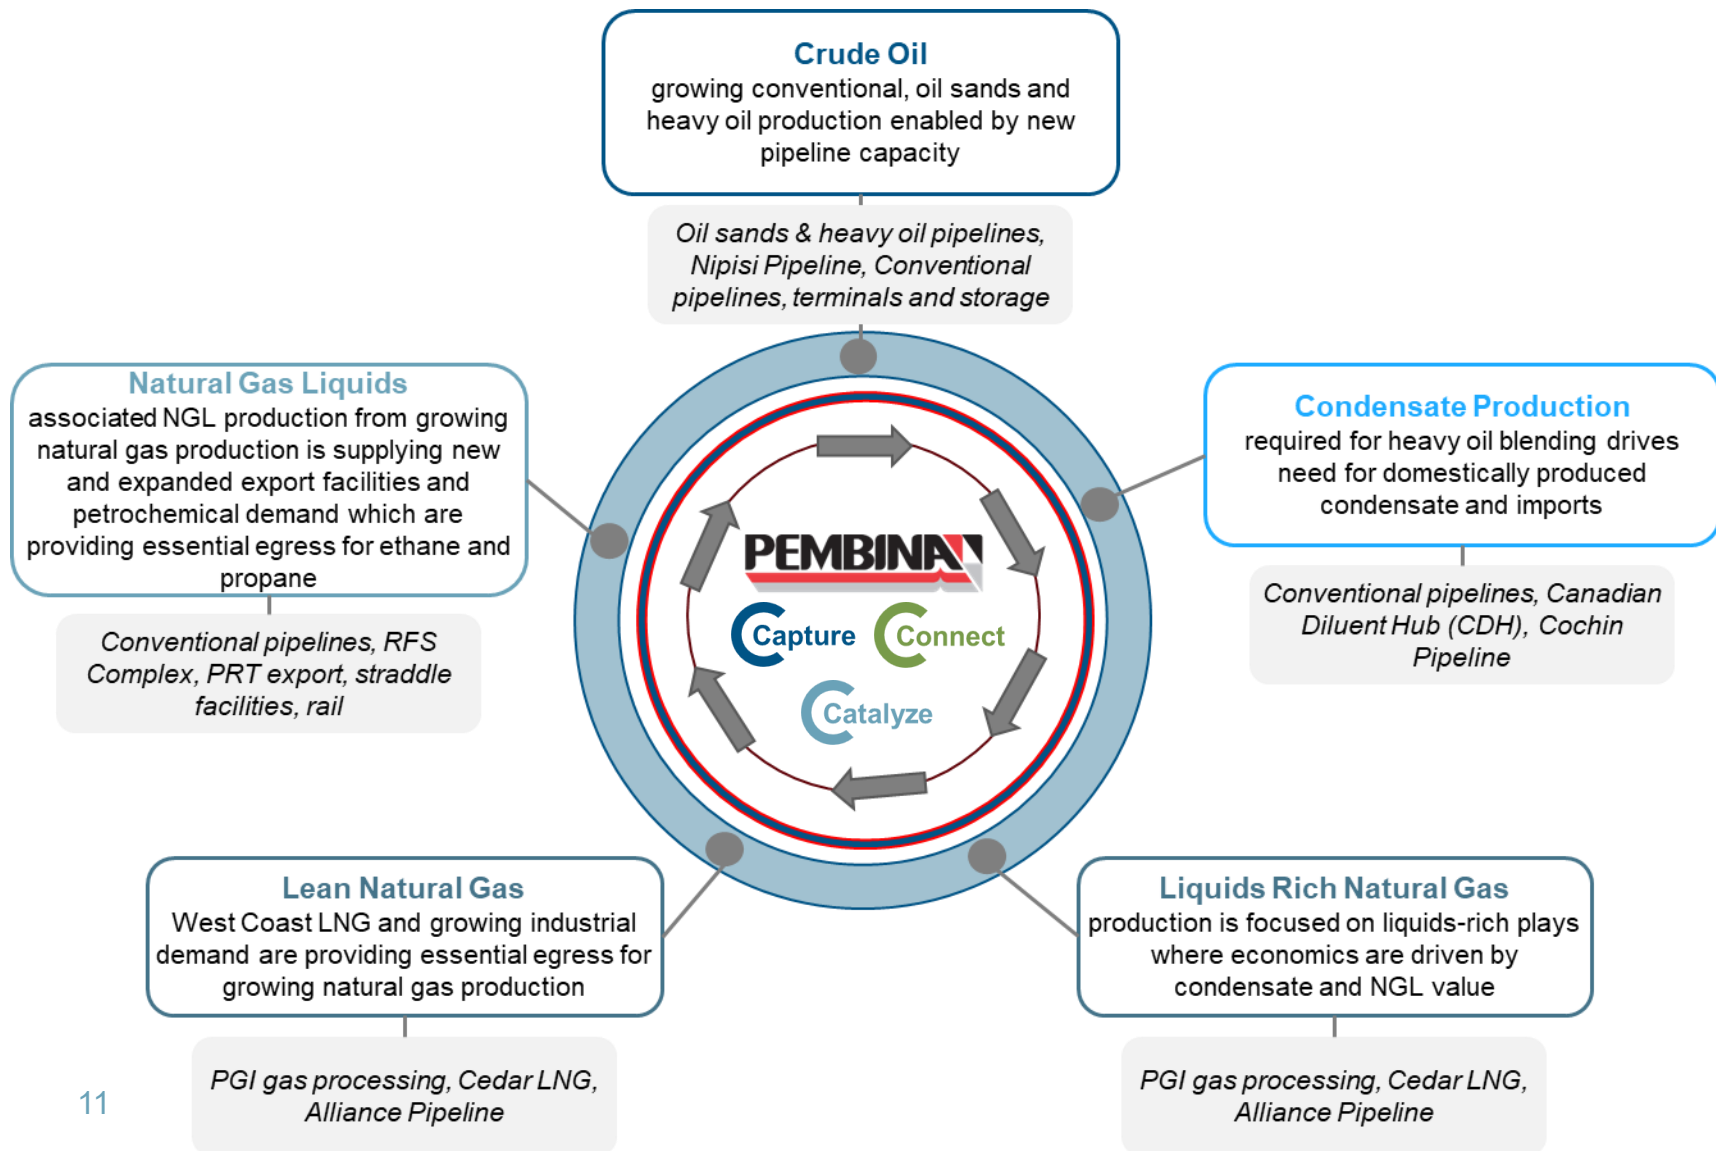 Crude Oil
growing conventional, oil sands and
heavy oil production enabled by new
pipeline capacity
Oil sands & heavy oil pipelines,
Nipisi Pipeline, Conventional
pipelines, terminals and storage
Natural Gas Liquids
associated NGL production from growing
natural gas production is supplying new
and expanded export facilities and
petrochemical demand which are
providing essential egress for ethane and
propane
Conventional pipelines, RFS
Complex, PRT export, straddle
facilities, rail
Condensate Production
required for heavy oil blending drives
need for domestically produced
condensate and imports
Conventional pipelines, Canadian
Diluent Hub (CDH), Cochin
Pipeline
PEMBINA
Capture
Connect
Catalyze
Lean Natural Gas
West Coast LNG and growing industrial
demand are providing essential egress for
growing natural gas production
PGI gas processing, Cedar LNG,
Alliance Pipeline
Liquids Rich Natural Gas
production is focused on liquids-rich plays
where economics are driven by
condensate and NGL value
PGI gas processing, Cedar LNG,
Alliance Pipeline
11